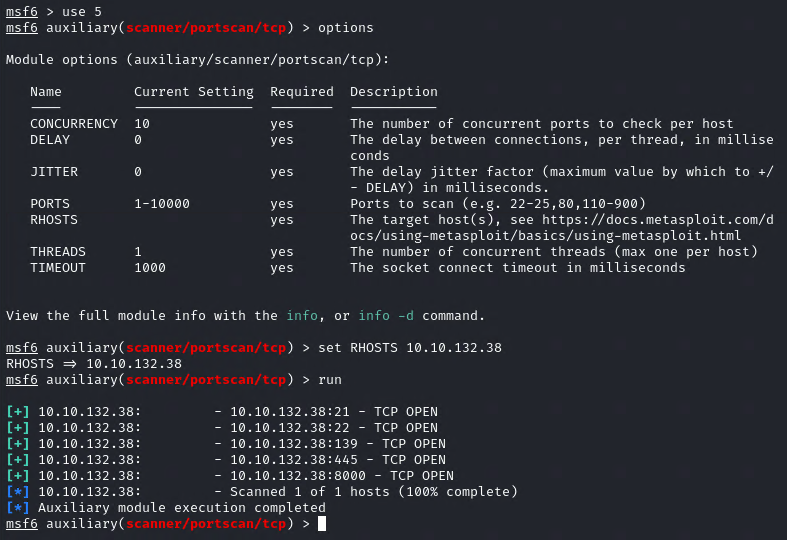 msf6 > use 5
msf6 auxiliary(scanner/portscan/tcp) > options
Module options (auxiliary/scanner/portscan/tcp):
Name Current Setting Required Description
---- --------------- -------- -----------
CONCURRENCY 10 yes The number of concurrent ports to check per host
DELAY 0 yes The delay between connections, per thread, in millise
conds
JITTER 0 yes The delay jitter factor (maximum value by which to +/
- DELAY) in milliseconds.
PORTS 1-10000 yes Ports to scan (e.g. 22-25,80,110-900)
RHOSTS yes The target host(s), see https://docs.metasploit.com/d
ocs/using-metasploit/basics/using-metasploit.html
THREADS 1 yes The number of concurrent threads (max one per host)
TIMEOUT 1000 yes The socket connect timeout in milliseconds
View the full module info with the info, or info -d command.
msf6 auxiliary(scanner/portscan/tcp) > set RHOSTS 10.10.132.38
RHOSTS => 10.10.132.38
msf6 auxiliary(scanner/portscan/tcp) > run
[+] 10.10.132.38: - 10.10.132.38:21 - TCP OPEN
[+] 10.10.132.38: - 10.10.132.38:22 - TCP OPEN
[+] 10.10.132.38: - 10.10.132.38:139 - TCP OPEN
[+] 10.10.132.38: - 10.10.132.38:445 - TCP OPEN
[+] 10.10.132.38: - 10.10.132.38:8000 - TCP OPEN
[*] 10.10.132.38: - Scanned 1 of 1 hosts (100% complete)
[*] Auxiliary module execution completed
msf6 auxiliary(scanner/portscan/tcp) >